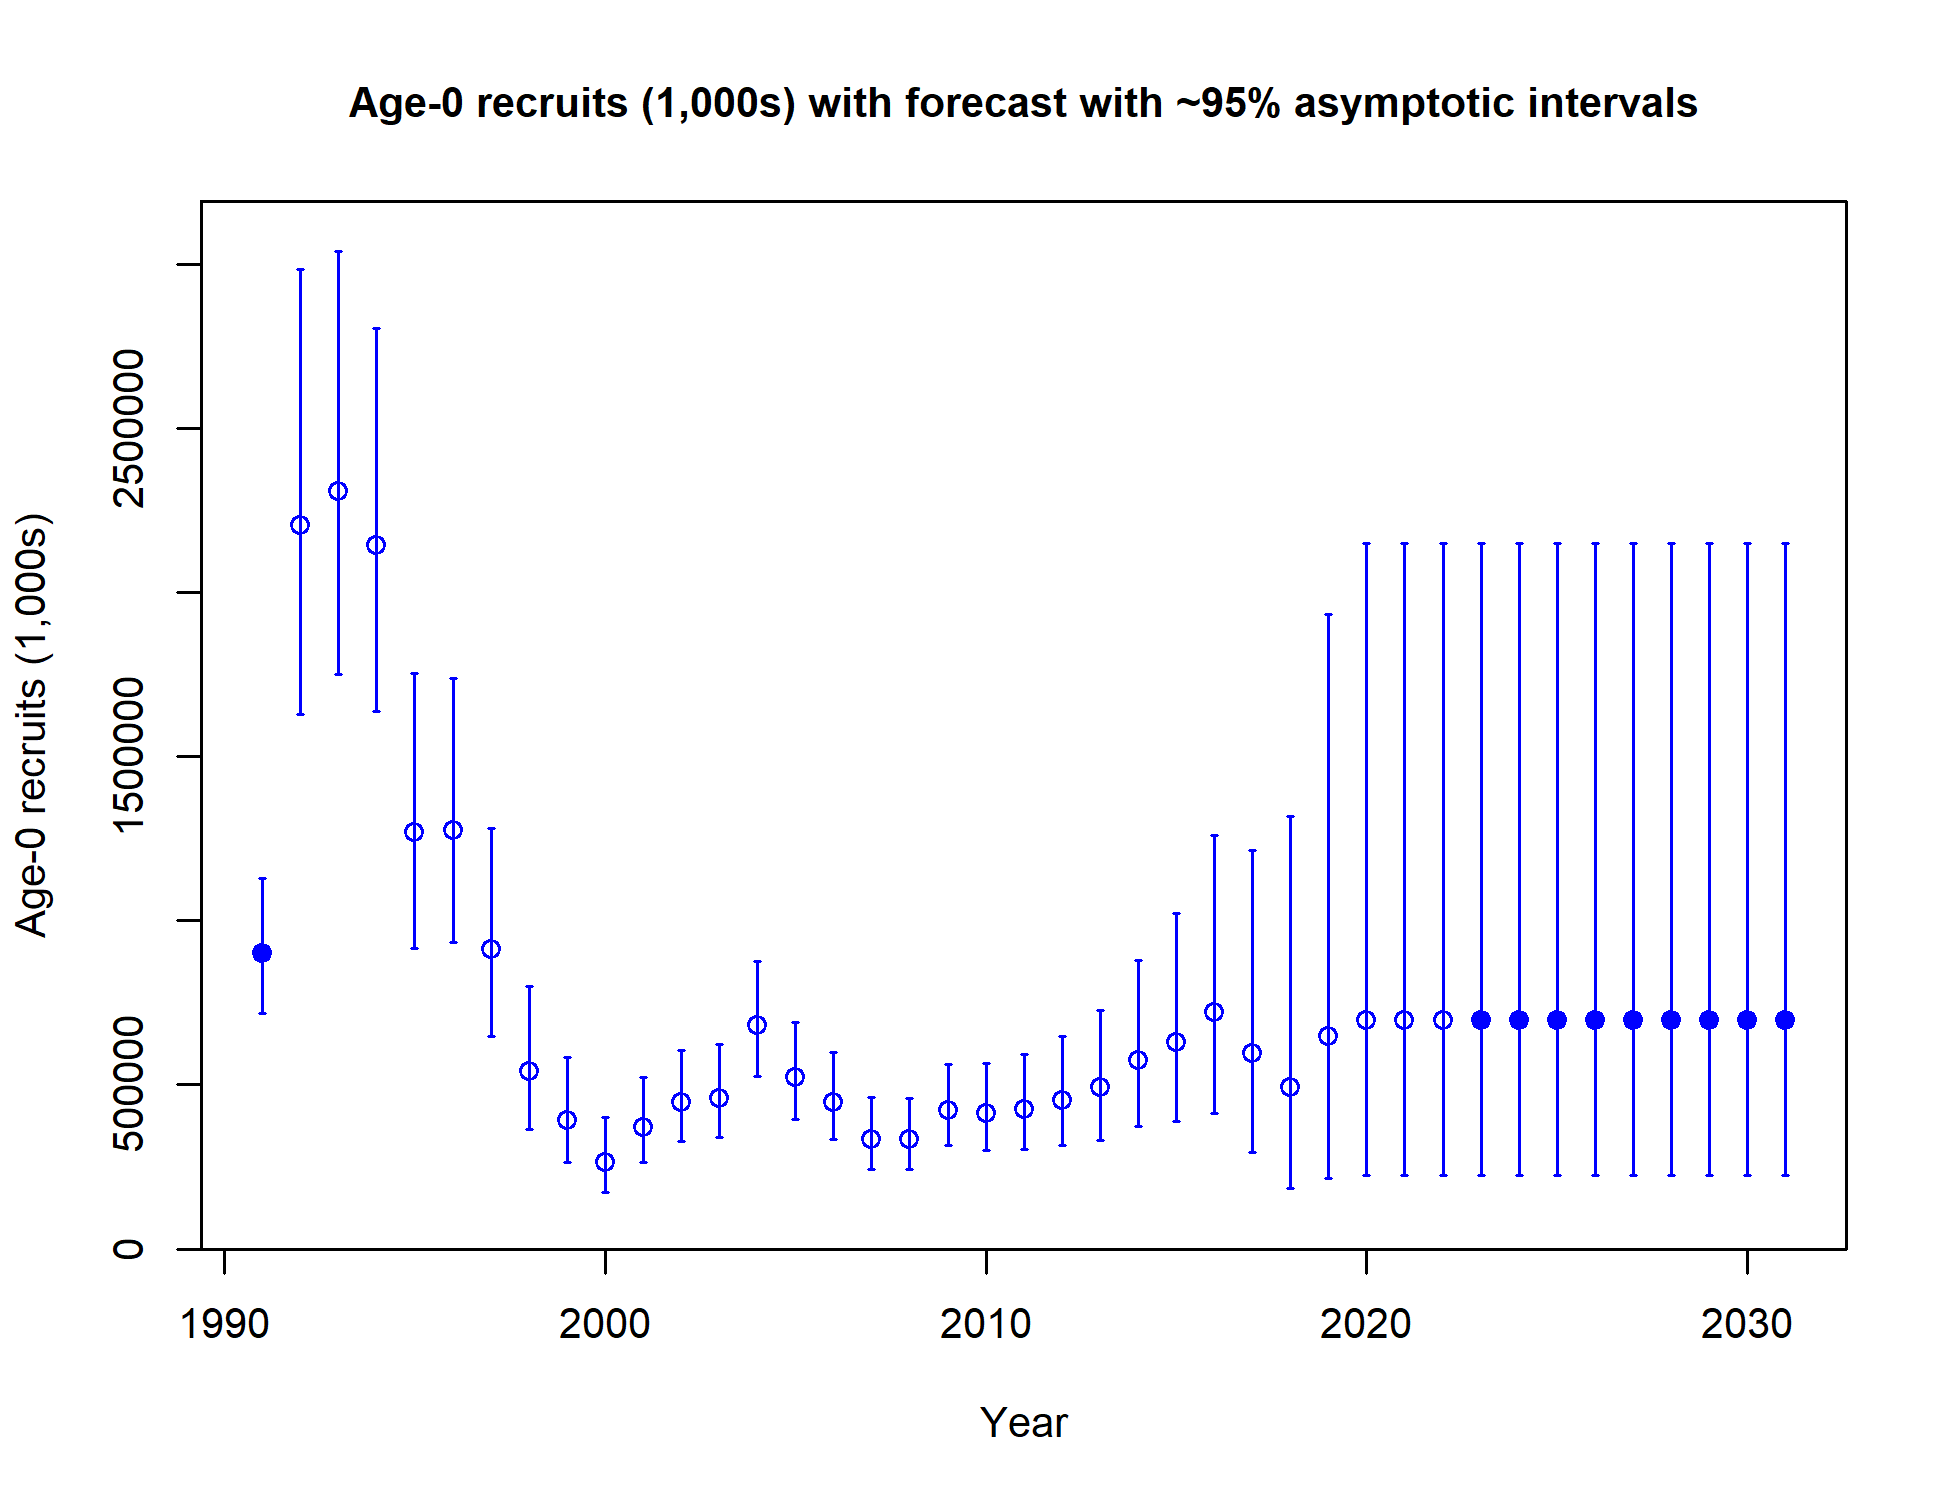 Age-0 recruits (1,000s) with forecast with ~95% asymptotic intervals
Age-0 recruits (1,000s)
2500000
1500000
500000
0
1990 2000 2010 2020 2030
Year